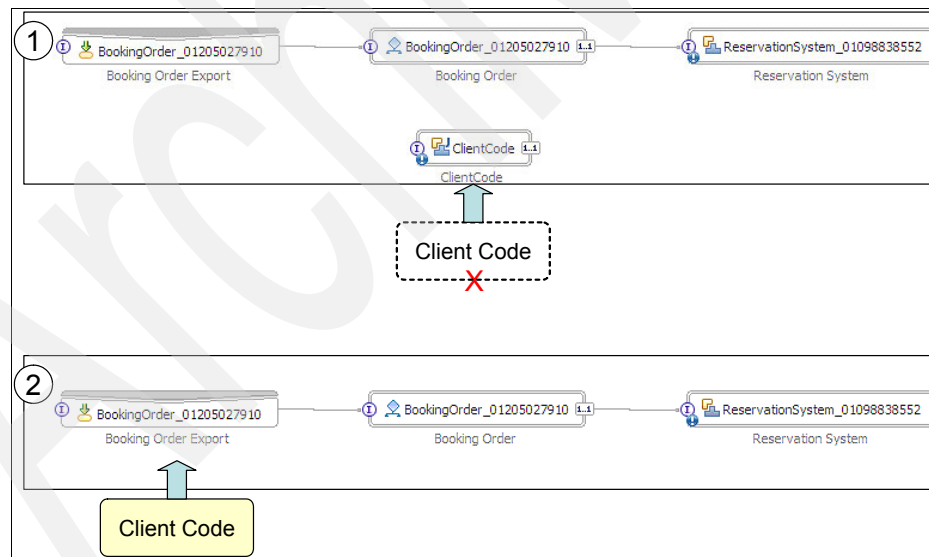 1
I BookingOrder_01205027910 I BookingOrder_01205027910 1..1 I ReservationSystem_01098838552
Booking Order Export Booking Order Reservation System
I ClientCode 1..1
ClientCode
Client Code
X
2
I BookingOrder_01205027910 I BookingOrder_01205027910 1..1 I ReservationSystem_01098838552
Booking Order Export Booking Order Reservation System
Client Code